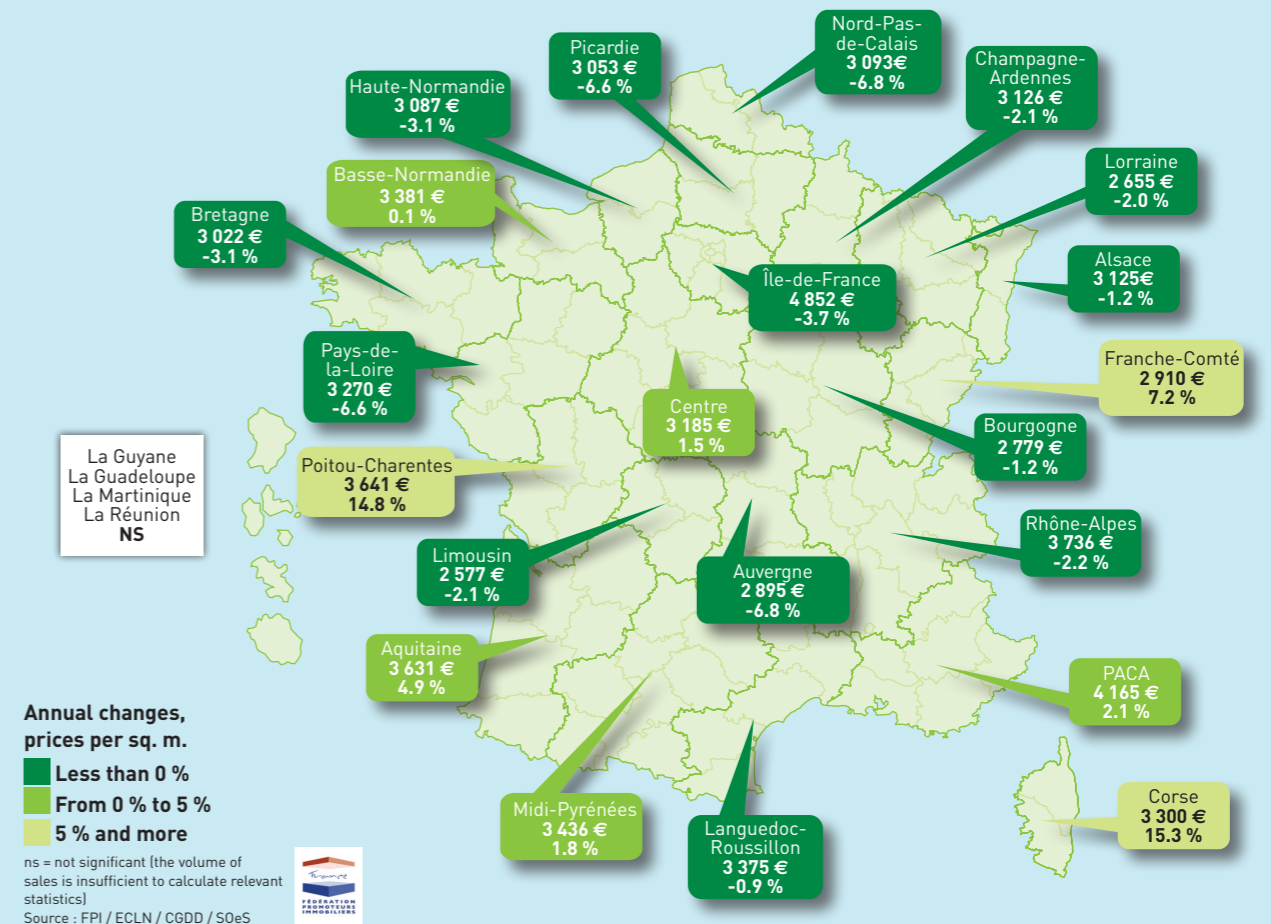 Nord-Pas-
de-Calais
3 093€
-6.8 %
Picardie
3 053 €
-6.6 %
Champagne-
Ardennes
3 126 €
-2.1 %
Haute-Normandie
3 087 €
-3.1 %
Lorraine
2 655 €
-2.0 %
Basse-Normandie
3 381 €
0.1 %
Bretagne
3 022 €
-3.1 %
Alsace
3 125€
-1.2 %
Île-de-France
4 852 €
-3.7 %
Pays-de-
la-Loire
3 270 €
-6.6 %
Franche-Comté
2 910 €
7.2 %
Centre
3 185 €
1.5 %
Bourgogne
2 779 €
-1.2 %
La Guyane
La Guadeloupe
La Martinique
La Réunion
NS
Poitou-Charentes
3 641 €
14.8 %
Rhône-Alpes
3 736 €
-2.2 %
Limousin
2 577 €
-2.1 %
Auvergne
2 895 €
-6.8 %
Aquitaine
3 631 €
4.9 %
PACA
4 165 €
2.1 %
Midi-Pyrénées
3 436 €
1.8 %
Languedoc-
Roussillon
3 375 €
-0.9 %
Corse
3 300 €
15.3 %
Annual changes,
prices per sq. m.
Less than 0 %
From 0 % to 5 %
5 % and more
ns = not significant (the volume of
sales is insufficient to calculate relevant
statistics)
Source : FPI / ECLN / CGDD / SOeS
France
FÉDÉRATION
PROMOTEURS
IMMOBILIERS